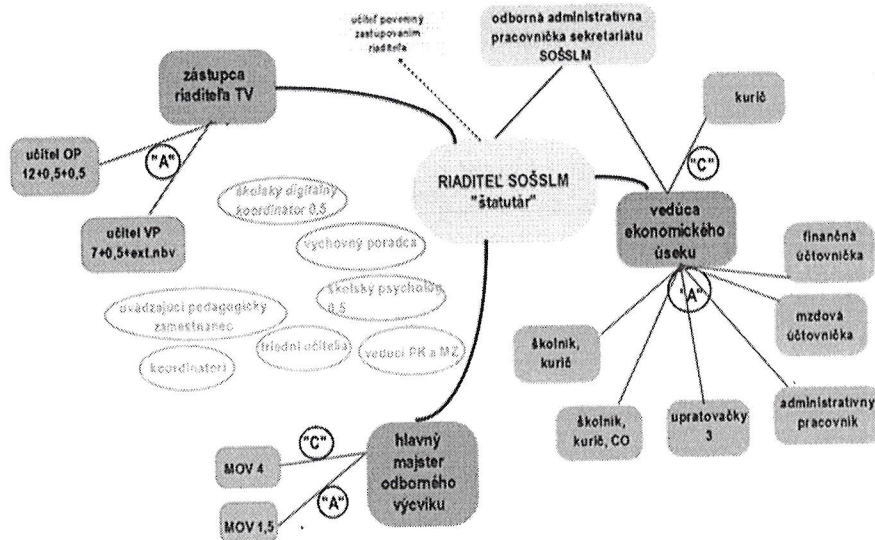 učiteľ poverený
zastupovaním
riaditeľa
odborná administratívna
pracovníčka sekretariátu
SOŠSLM
zástupca
riaditeľa TV
kurič
učiteľ OP
12+0,5+0,5
"A"
"C"
učiteľ VP
7+0,5+ext.nbv
školský digitálny
koordinátor 0,5
RIADITEĽ SOŠSLM
"štatutár"
vedúca
ekonomického
úseku
výchovný poradca
finančná
účtovníčka
školský psychológ
0,5
"A"
uvádzajúci pedagogický
zamestnanec
mzdová
účtovníčka
triedni učitelia
vedúci PK a MZ
koordinátori
školník,
kurič
školník,
kurič, CO
upratovačky
3
administratívny
pracovník
hlavný
majster
odborného
výcviku
"C"
MOV 4
"A"
MOV 1,5